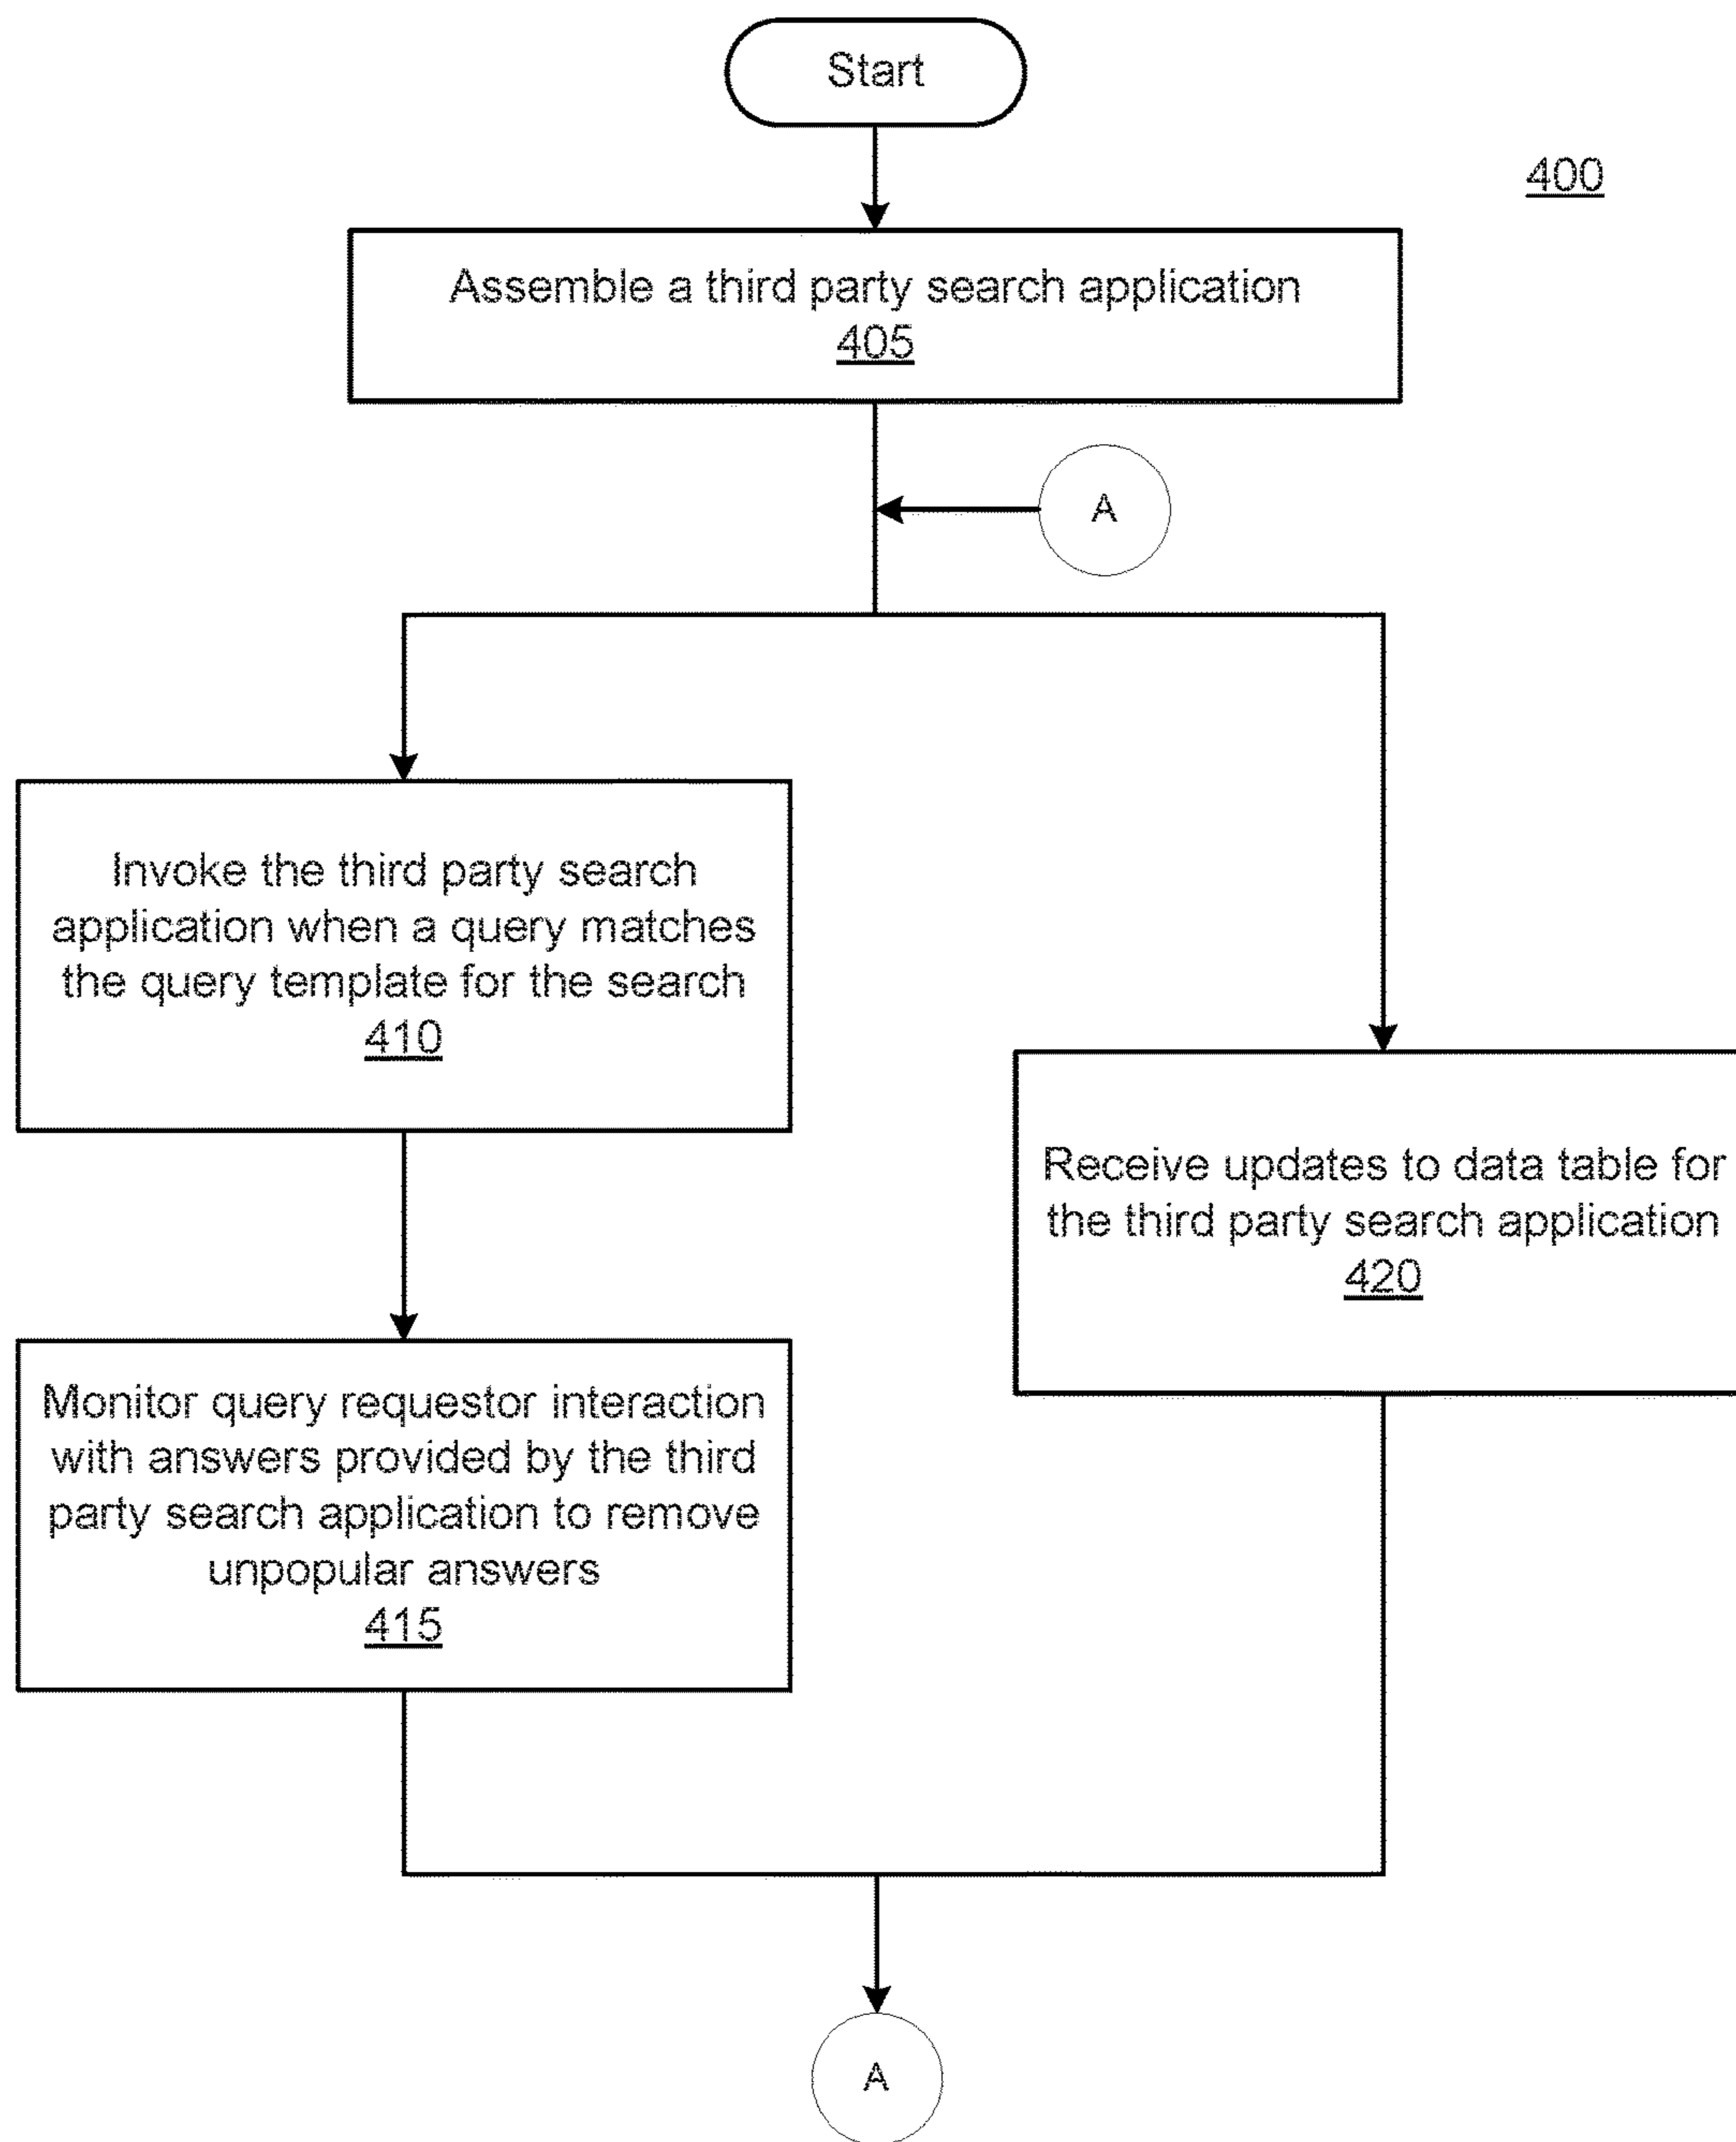 Start
400
Assemble a third party search application
405
A
Invoke the third party search
application when a query matches
the query template for the search
410
Receive updates to data table for
the third party search application
420
Monitor query requestor interaction
with answers provided by the third
party search application to remove
unpopular answers
415
A